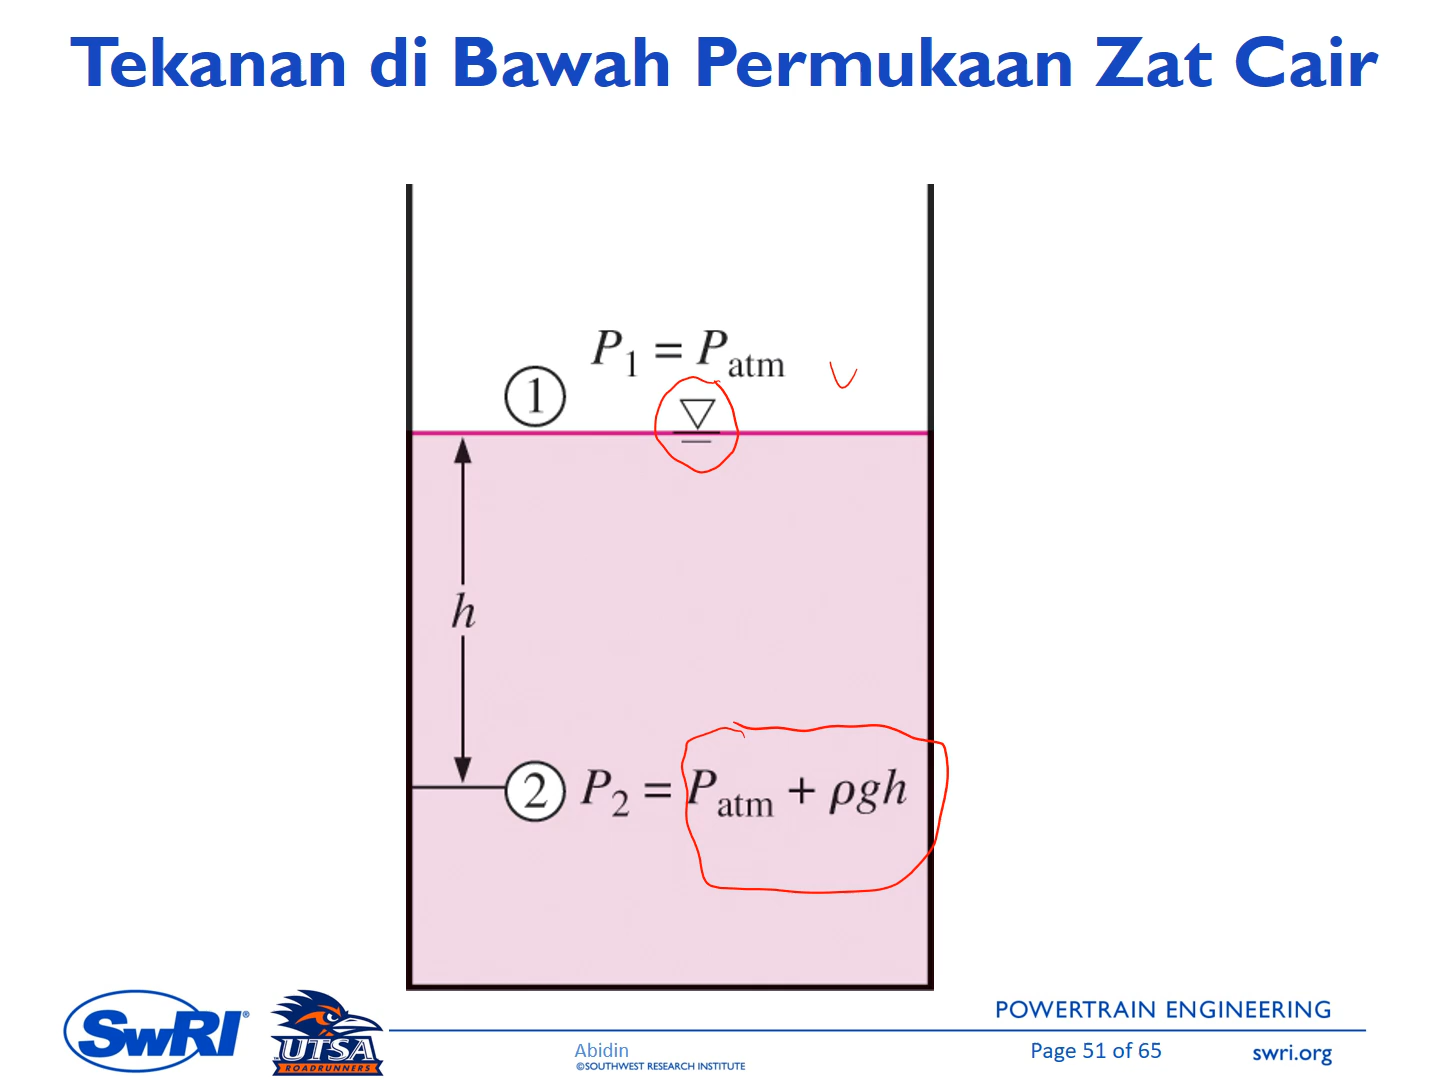 Tekanan di Bawah Permukaan Zat Cair
P₁ = Pₐₜₘ
1
h
2 P₂ = Pₐₜₘ + ρgh
POWERTRAIN ENGINEERING
SwRI®
UTSA
ROADRUNNERS
Abidin
©SOUTHWEST RESEARCH INSTITUTE
Page 51 of 65
swri.org